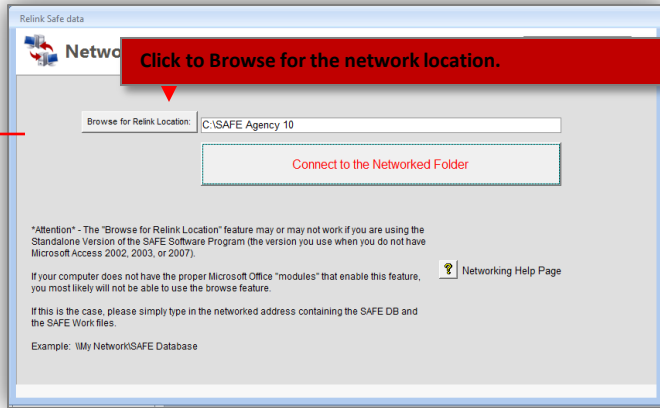 Relink Safe data
Netwo
Click to Browse for the network location.
Browse for Relink Location:
C:\SAFE Agency 10
Connect to the Networked Folder
*Attention* - The "Browse for Relink Location" feature may or may not work if you are using the
Standalone Version of the SAFE Software Program (the version you use when you do not have
Microsoft Access 2002, 2003, or 2007).
If your computer does not have the proper Microsoft Office "modules" that enable this feature,
you most likely will not be able to use the browse feature.
? Networking Help Page
If this is the case, please simply type in the networked address containing the SAFE DB and
the SAFE Work files.
Example: \\My Network\SAFE Database